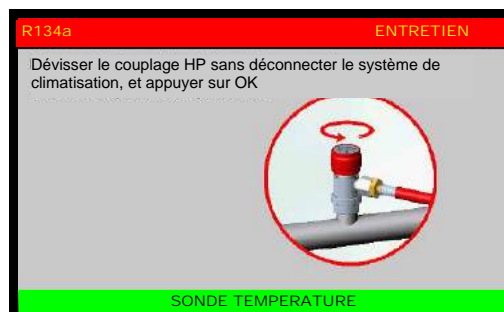 R134a ENTRETIEN
Dévisser le couplage HP sans déconnecter le système de
climatisation, et appuyer sur OK
SONDE TEMPERATURE